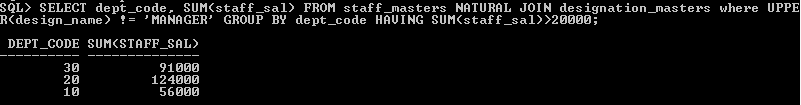 SQL> SELECT dept_code, SUM(staff_sal) FROM staff_masters NATURAL JOIN designation_masters where UPPE
R(design_name) != 'MANAGER' GROUP BY dept_code HAVING SUM(staff_sal)>20000;
DEPT_CODE SUM(STAFF_SAL)
---------- --------------
30 91000
20 124000
10 56000